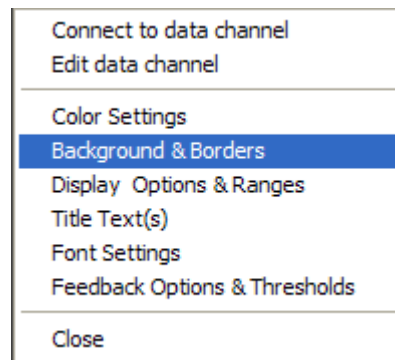 Connect to data channel
Edit data channel
Color Settings
Background & Borders
Display  Options & Ranges
Title Text(s)
Font Settings
Feedback Options & Thresholds
Close